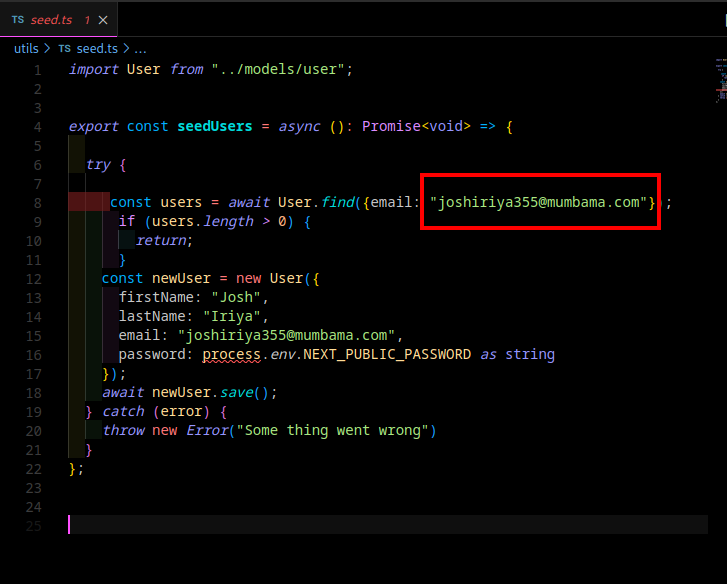 TS seed.ts 1 ×
utils > TS seed.ts > ...
1 import User from "../models/user";
2
3
4 export const seedUsers = async (): Promise<void> => {
5
6 try {
7
8 const users = await User.find({email: "joshiriya355@mumbama.com"});
9 if (users.length > 0) {
10 return;
11 }
12 const newUser = new User({
13 firstName: "Josh",
14 lastName: "Iriya",
15 email: "joshiriya355@mumbama.com",
16 password: process.env.NEXT_PUBLIC_PASSWORD as string
17 });
18 await newUser.save();
19 } catch (error) {
20 throw new Error("Some thing went wrong")
21 }
22 };
23
24
25